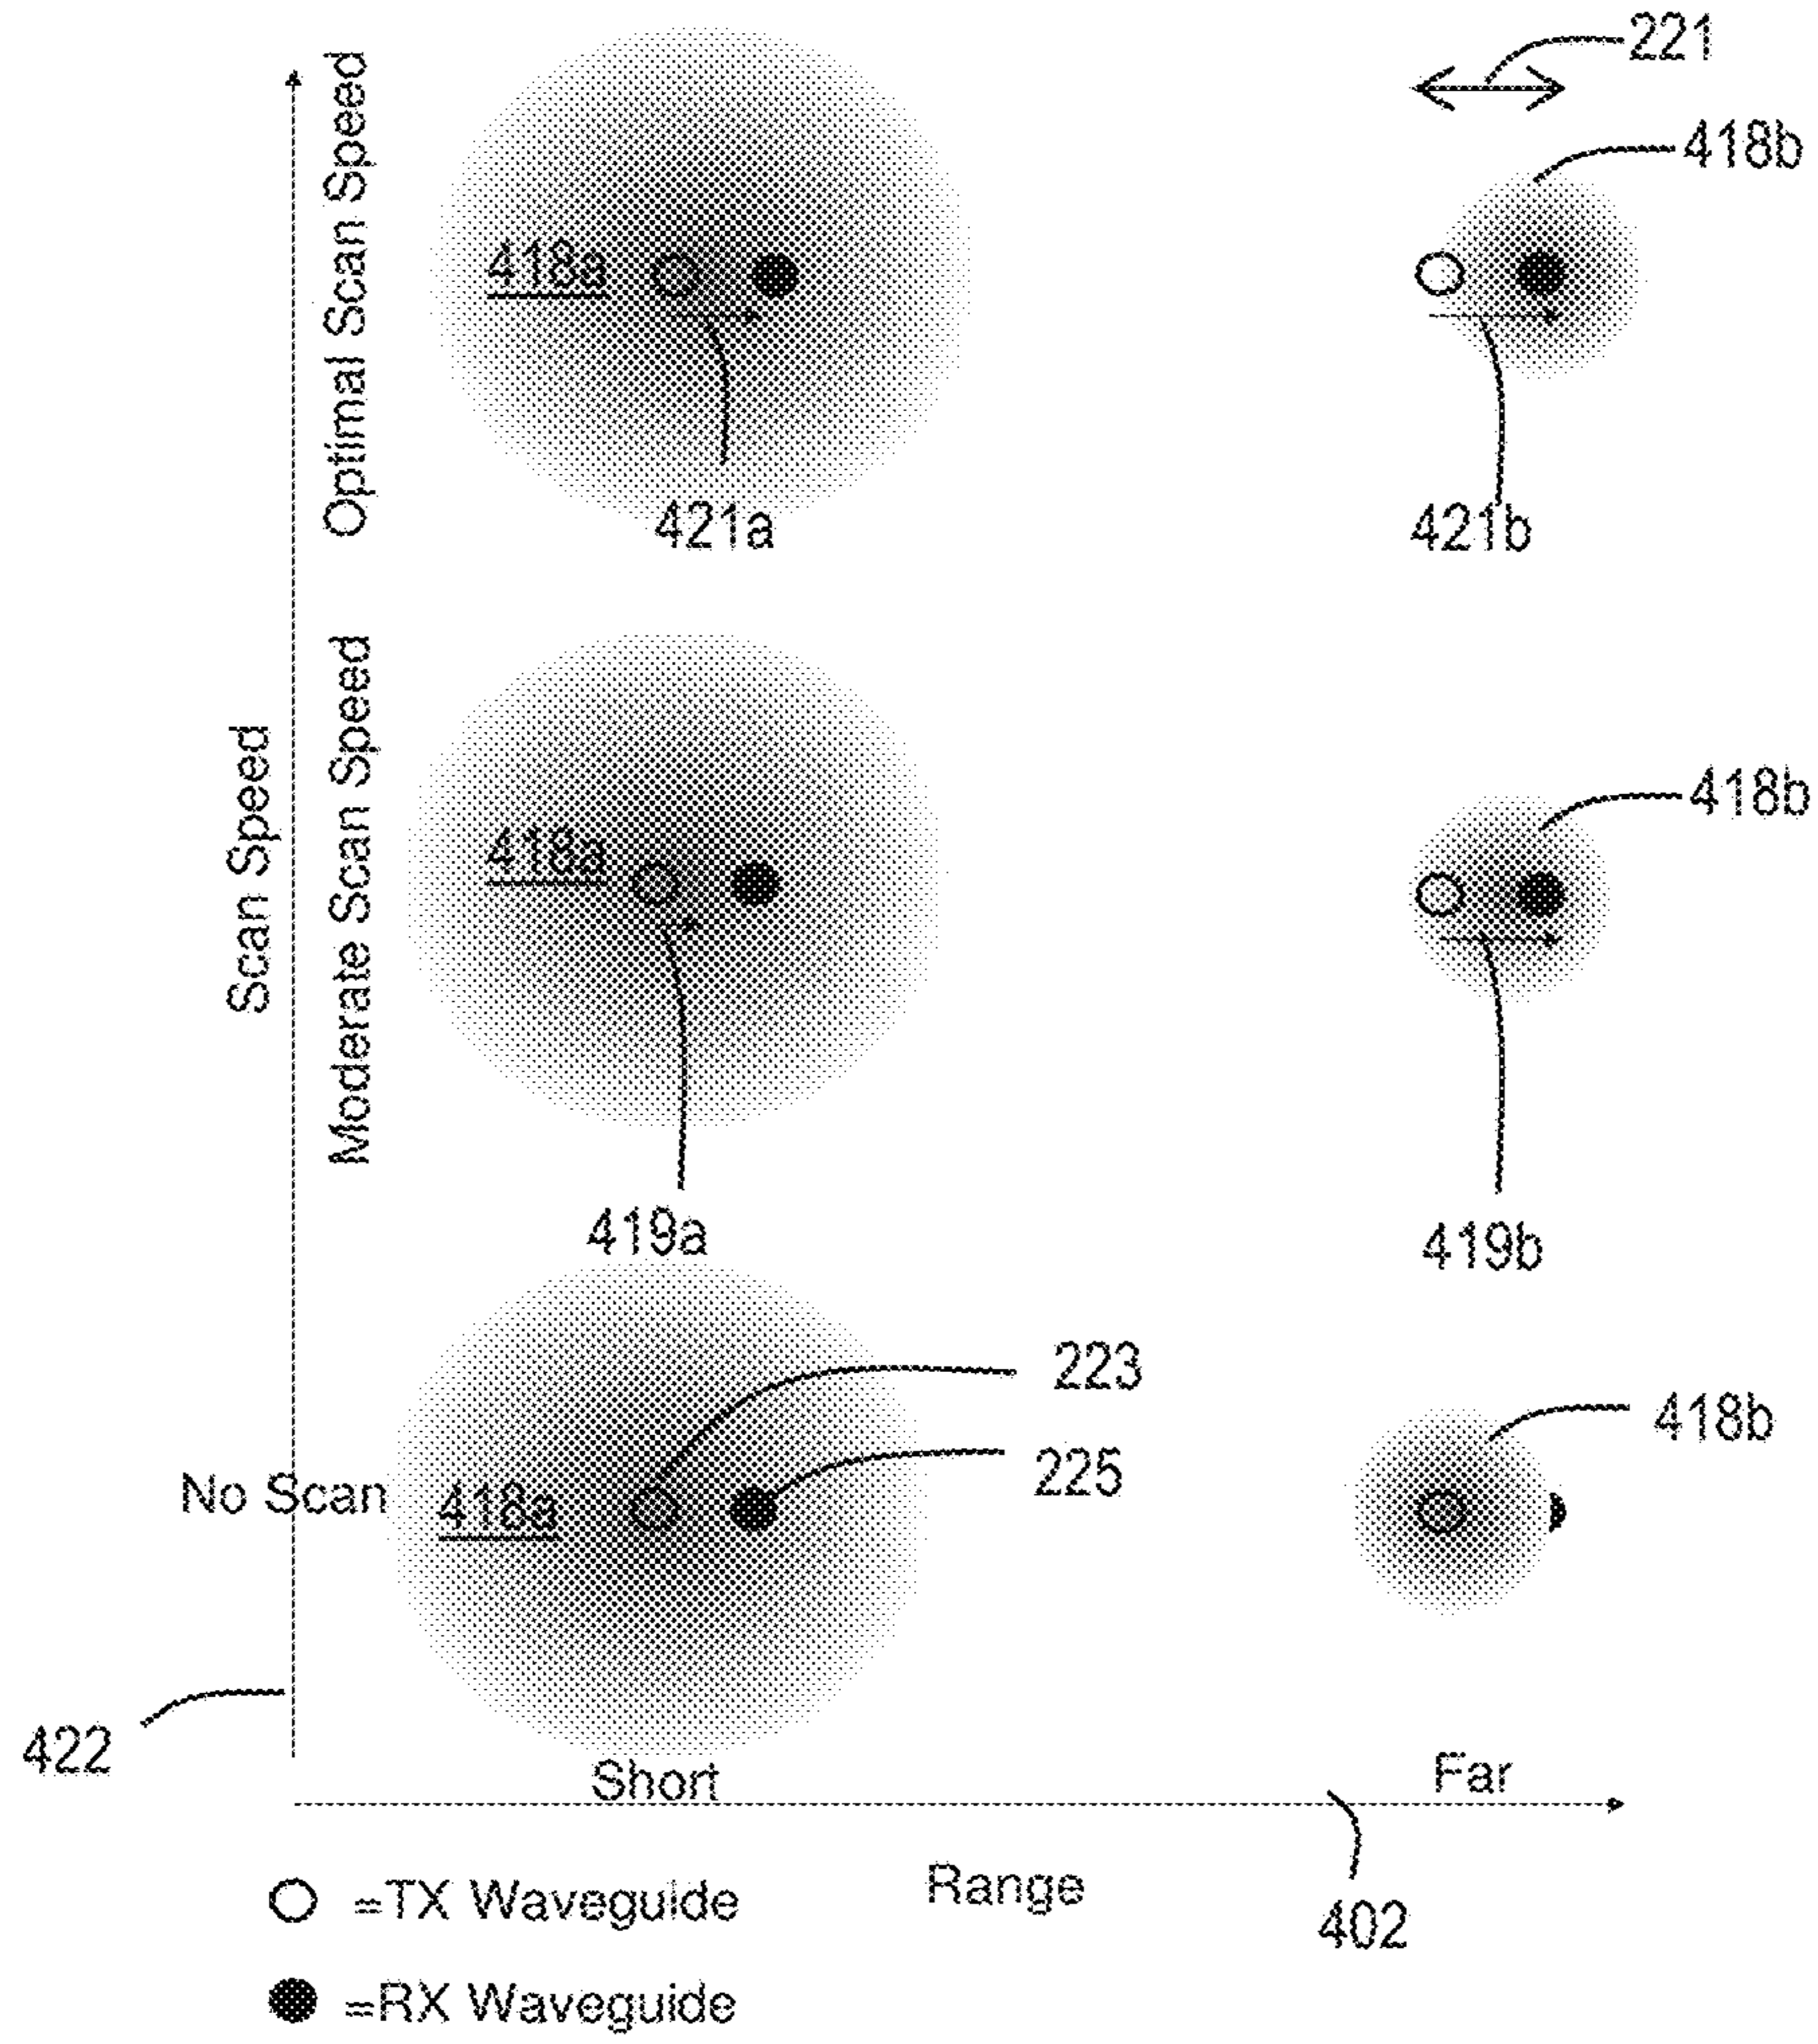 221
418b
Optimal Scan Speed
418a
421a
421b
Scan Speed
Moderate Scan Speed
418b
418a
419a
419b
223
418b
225
No Scan
418a
422
Short
Far
Range
402
=TX Waveguide
=RX Waveguide